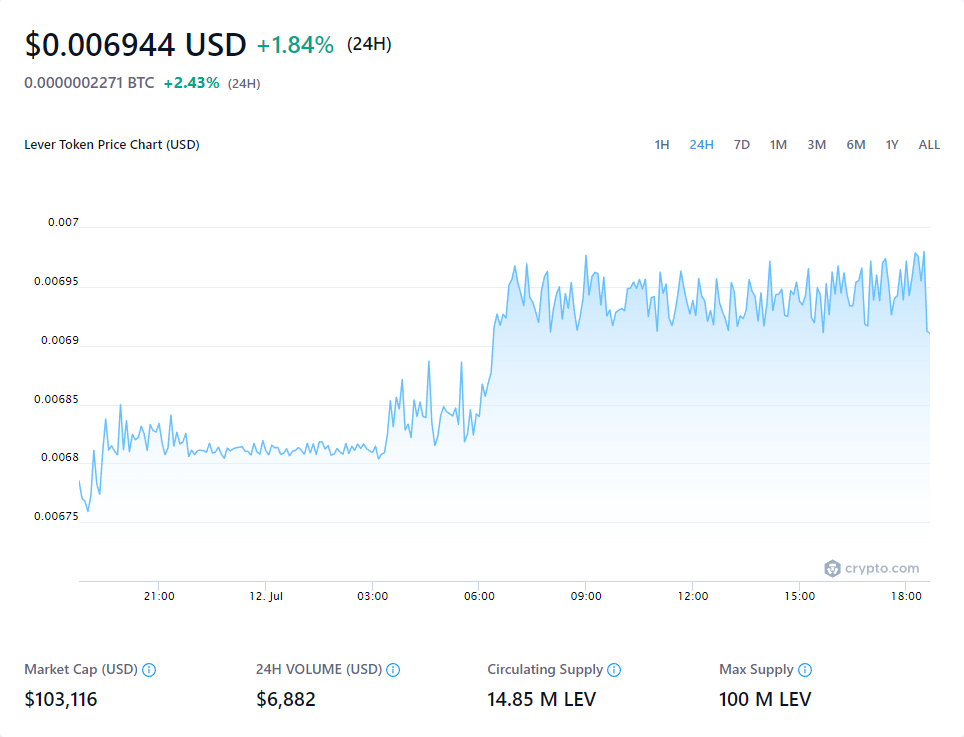 $0.006944 USD +1.84% (24H)
0.0000002271 BTC +2.43% (24H)
Lever Token Price Chart (USD) 1H 24H 7D 1M 3M 6M 1Y ALL
0.007
0.00695
0.0069
0.00685
0.0068
0.00675
crypto.com
21:00 12. Jul 03:00 06:00 09:00 12:00 15:00 18:00
Market Cap (USD) 24H VOLUME (USD) Circulating Supply Max Supply
$103,116 $6,882 14.85 M LEV 100 M LEV